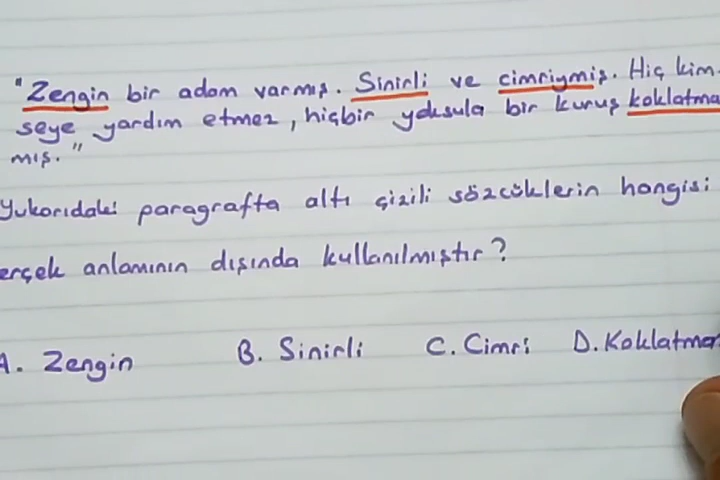 "Zengin bir adam varmış. Sinirli ve cimriymiş. Hiç kim-
seye yardım etmez, hiçbir yoksula bir kuruş koklatma
mış."
Yukarıdaki paragrafta altı çizili sözcüklerin hangisi
erçek anlamının dışında kullanılmıştır?
A. Zengin B. Sinirli C. Cimri D. Koklatma